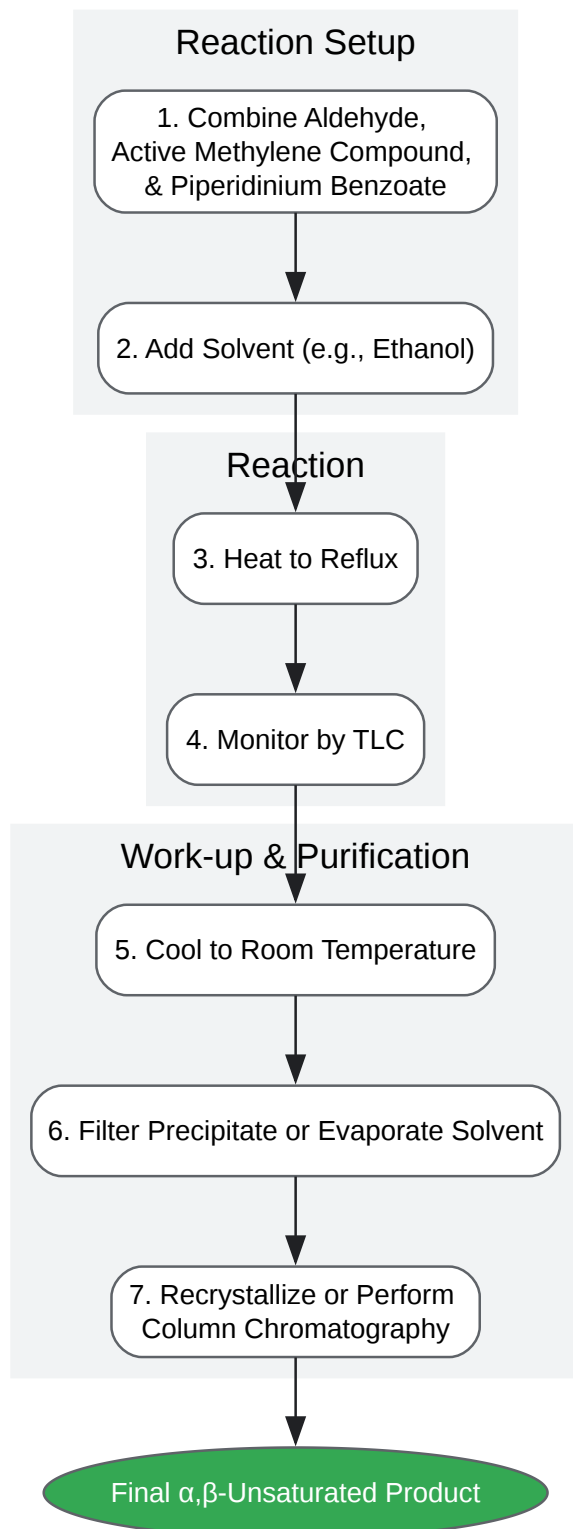 Reaction Setup
1. Combine Aldehyde,
Active Methylene Compound,
& Piperidinium Benzoate
2. Add Solvent (e.g., Ethanol)
Reaction
3. Heat to Reflux
4. Monitor by TLC
Work-up & Purification
5. Cool to Room Temperature
6. Filter Precipitate or Evaporate Solvent
7. Recrystallize or Perform
Column Chromatography
Final α,β-Unsaturated Product